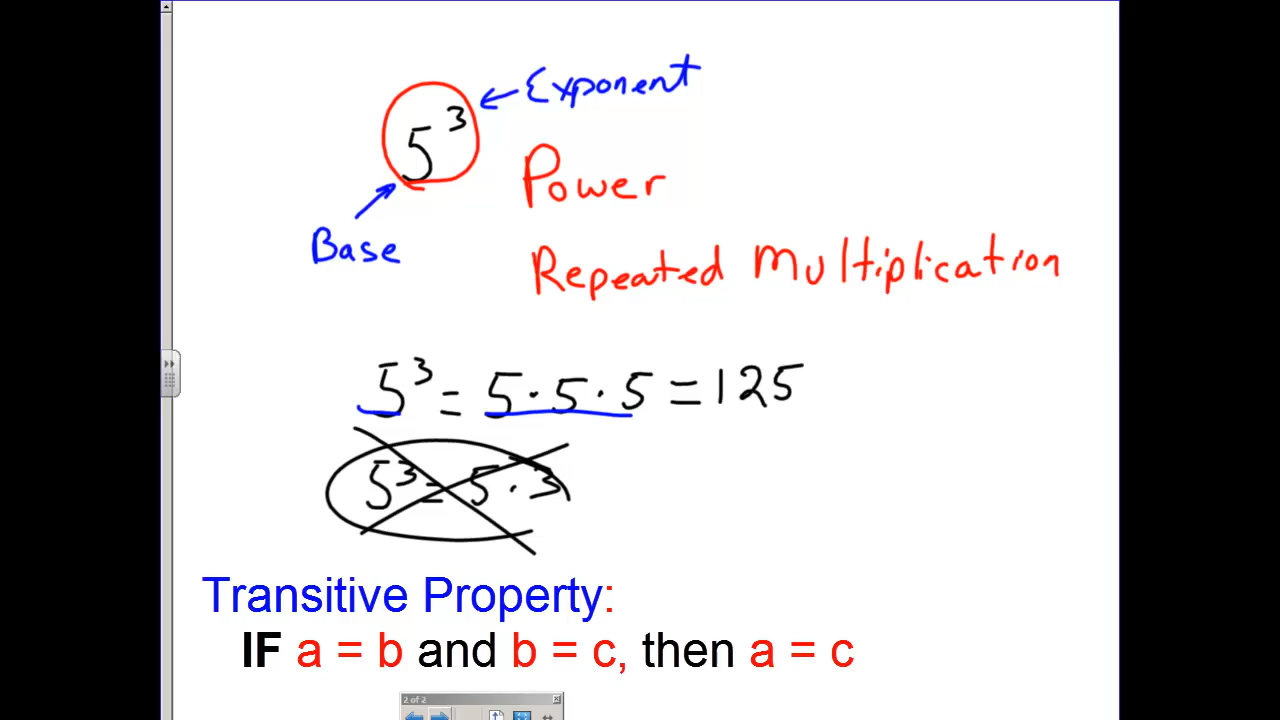 5³ ← Exponent
Power
Base
Repeated Multiplication
5³ = 5·5·5 = 125
5³ = 5·3
Transitive Property:
IF a = b and b = c, then a = c
2 of 2